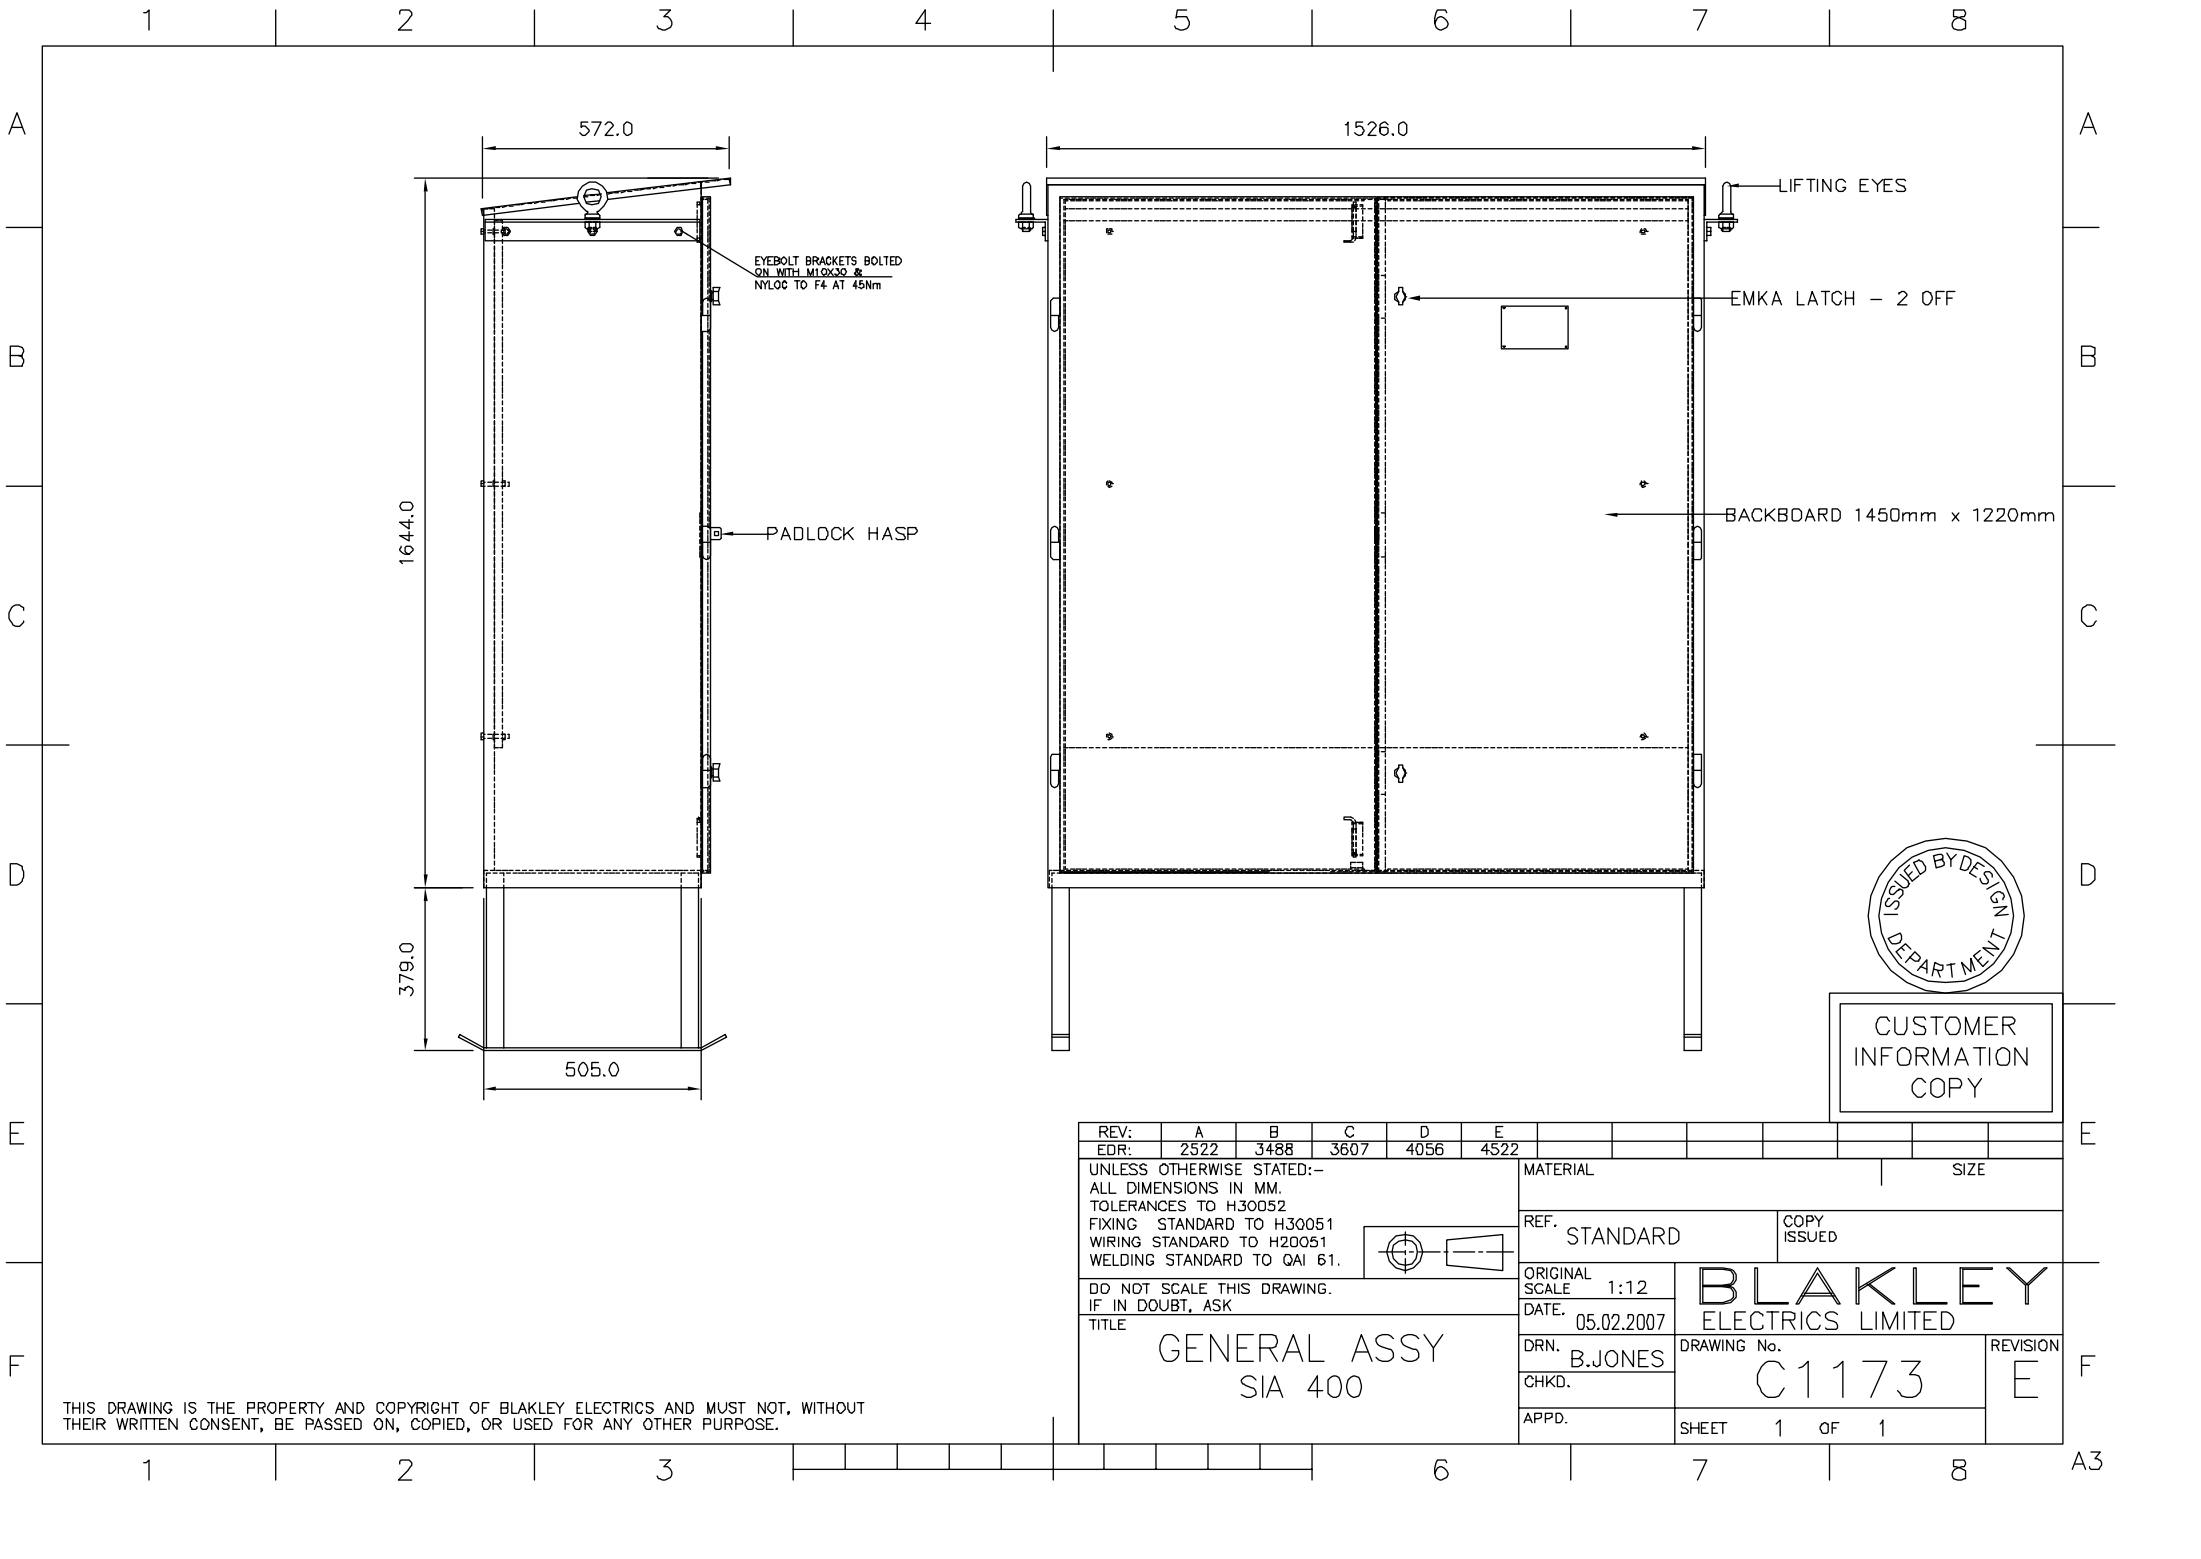 1 2 3 4 5 6 7 8
A A
572.0 1526.0
LIFTING EYES
EYEBOLT BRACKETS BOLTED
ON WITH M10X30 &
NYLOC TO F4 AT 45Nm
EMKA LATCH - 2 OFF
B B
1644.0
BACKBOARD 1450mm x 1220mm
PADLOCK HASP
C C
D D
ISSUED BY DESIGN
DEPARTMENT
379.0
CUSTOMER
INFORMATION
COPY
505.0
E E
REV: A B C D E
EDR: 2522 3488 3607 4056 4522
UNLESS OTHERWISE STATED:-
ALL DIMENSIONS IN MM.
TOLERANCES TO H30052
FIXING STANDARD TO H30051
WIRING STANDARD TO H20051
WELDING STANDARD TO QAI 61.
MATERIAL SIZE
REF. STANDARD
COPY
ISSUED
DO NOT SCALE THIS DRAWING.
IF IN DOUBT, ASK
ORIGINAL
SCALE 1:12
BLAKLEY
ELECTRICS LIMITED
DATE. 05.02.2007
TITLE
GENERAL ASSY
SIA 400
DRN. B.JONES
CHKD.
APPD.
DRAWING No.
C1173
REVISION
E
SHEET 1 OF 1
F F
THIS DRAWING IS THE PROPERTY AND COPYRIGHT OF BLAKLEY ELECTRICS AND MUST NOT, WITHOUT
THEIR WRITTEN CONSENT, BE PASSED ON, COPIED, OR USED FOR ANY OTHER PURPOSE.
1 2 3 6 7 8 A3